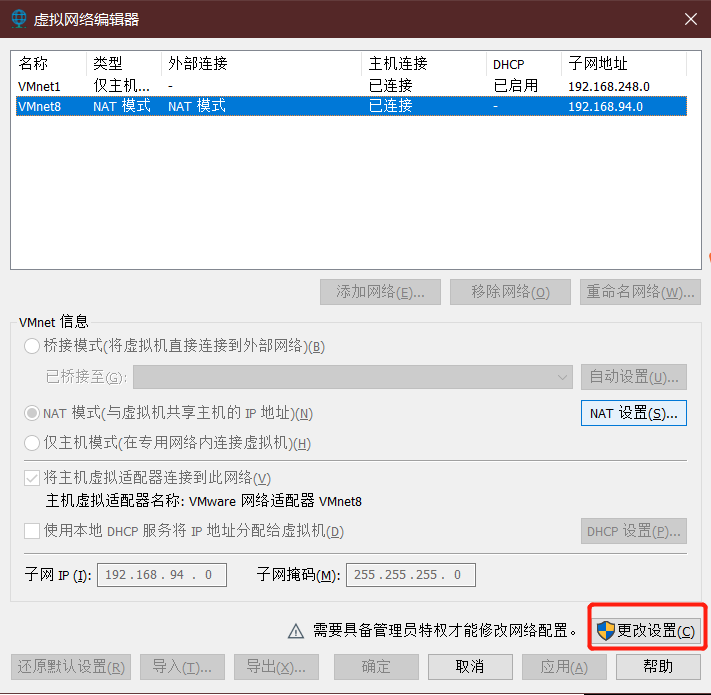 虚拟网络编辑器
名称 类型 外部连接 主机连接 DHCP 子网地址
VMnet1 仅主机... - 已连接 已启用 192.168.248.0
VMnet8 NAT 模式 NAT 模式 已连接 - 192.168.94.0
添加网络(E)... 移除网络(O) 重命名网络(W)...
VMnet 信息
桥接模式(将虚拟机直接连接到外部网络)(B)
已桥接至(G): 自动设置(U)...
NAT 模式(与虚拟机共享主机的 IP 地址)(N) NAT 设置(S)...
仅主机模式(在专用网络内连接虚拟机)(H)
将主机虚拟适配器连接到此网络(V)
主机虚拟适配器名称: VMware 网络适配器 VMnet8
使用本地 DHCP 服务将 IP 地址分配给虚拟机(D) DHCP 设置(P)...
子网 IP (I): 192.168.94.0 子网掩码(M): 255.255.255.0
需要具备管理员特权才能修改网络配置。 更改设置(C)
还原默认设置(R) 导入(T)... 导出(X)... 确定 取消 应用(A) 帮助